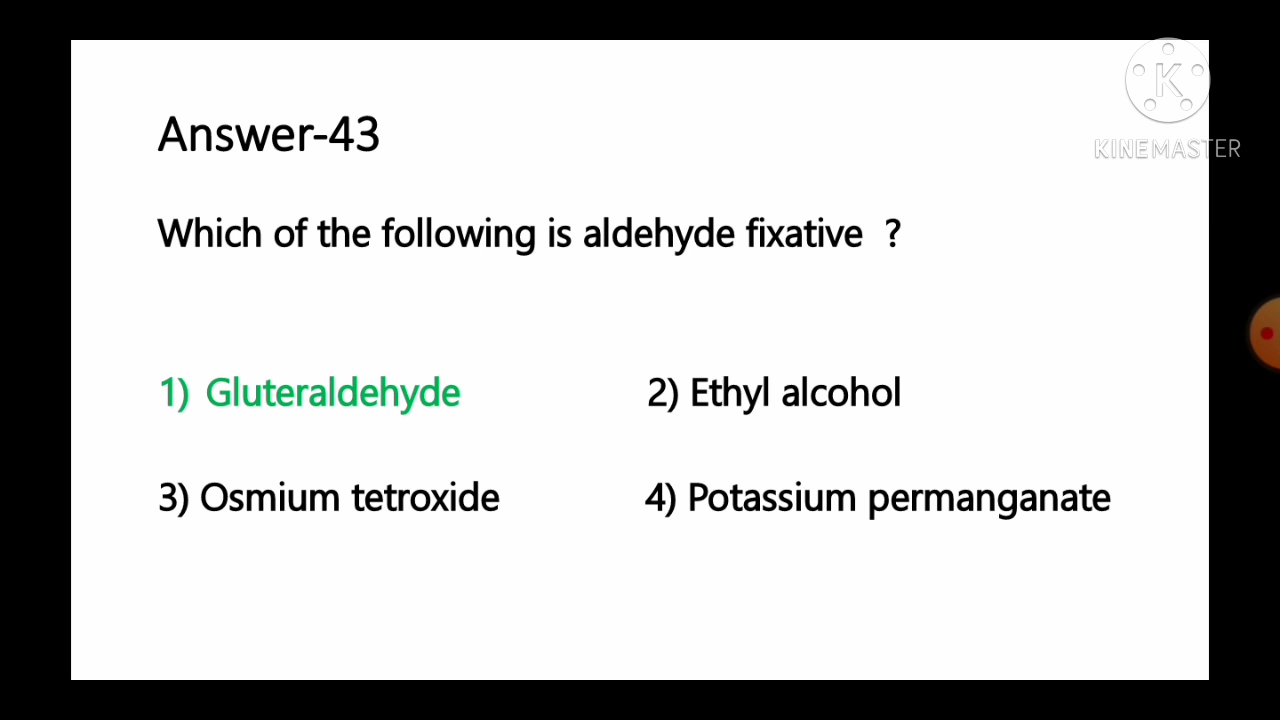 K
KINEMASTER
Answer-43
Which of the following is aldehyde fixative ?
1) Gluteraldehyde
2) Ethyl alcohol
3) Osmium tetroxide
4) Potassium permanganate